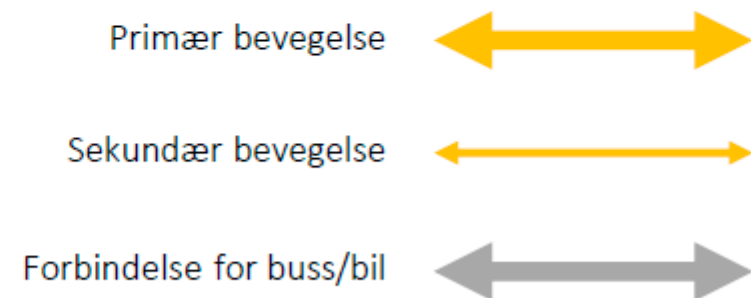 Primær bevegelse
Sekundær bevegelse
Forbindelse for buss/bil